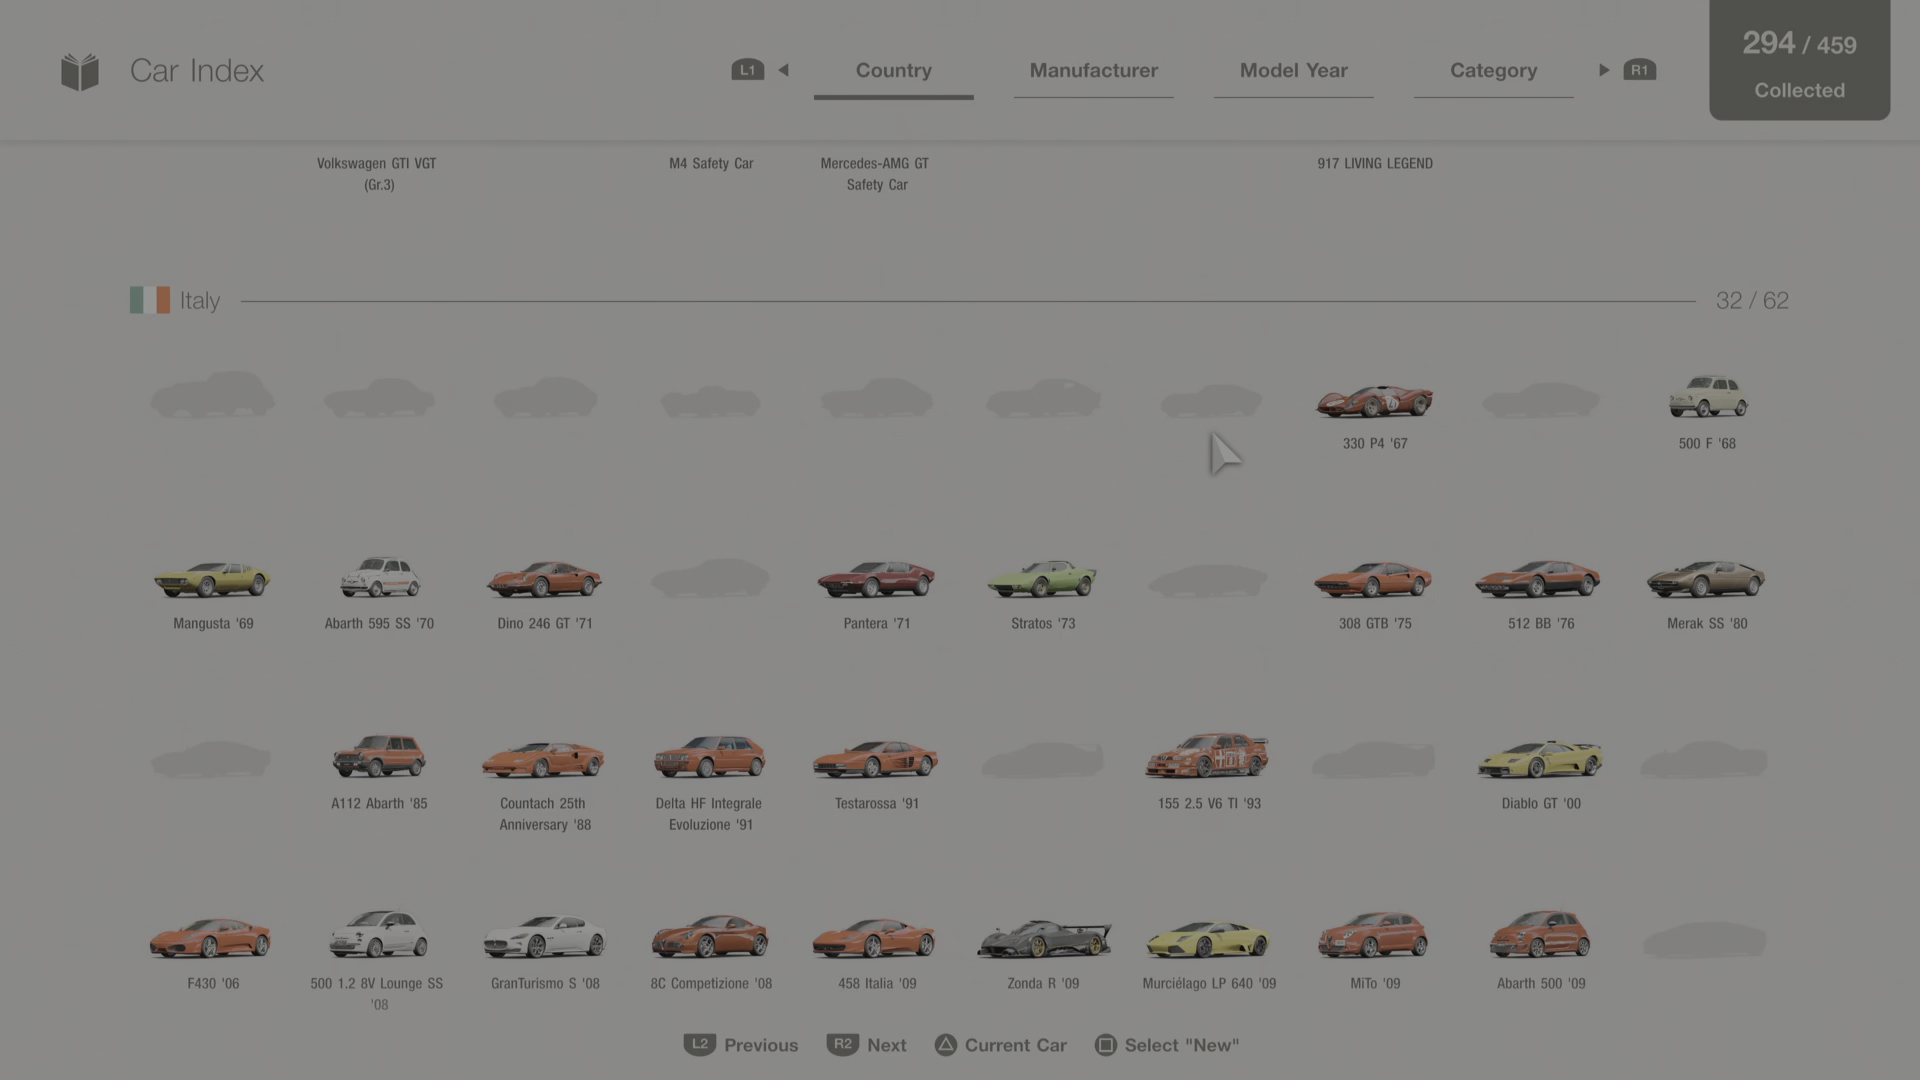 Car Index
L1
Country
Manufacturer
Model Year
Category
R1
294 / 459
Collected
Volkswagen GTI VGT
(Gr.3)
M4 Safety Car
Mercedes-AMG GT
Safety Car
917 LIVING LEGEND
Italy
32 / 62
330 P4 '67
500 F '68
Mangusta '69
Abarth 595 SS '70
Dino 246 GT '71
Pantera '71
Stratos '73
308 GTB '75
512 BB '76
Merak SS '80
A112 Abarth '85
Countach 25th
Anniversary '88
Delta HF Integrale
Evoluzione '91
Testarossa '91
155 2.5 V6 TI '93
Diablo GT '00
F430 '06
500 1.2 8V Lounge SS
'08
GranTurismo S '08
8C Competizione '08
458 Italia '09
Zonda R '09
Murciélago LP 640 '09
MiTo '09
Abarth 500 '09
L2 Previous
R2 Next
Current Car
Select "New"